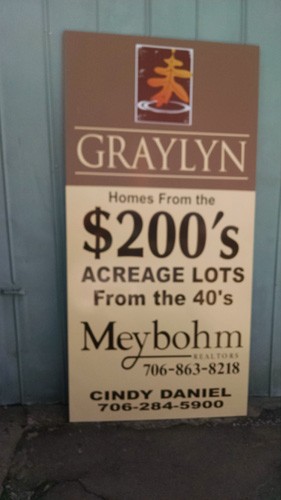 GRAYLYN
Homes From the
$200's
ACREAGE LOTS
From the 40's
Meybohm
REALTORS
706-863-8218
CINDY DANIEL
706-284-5900